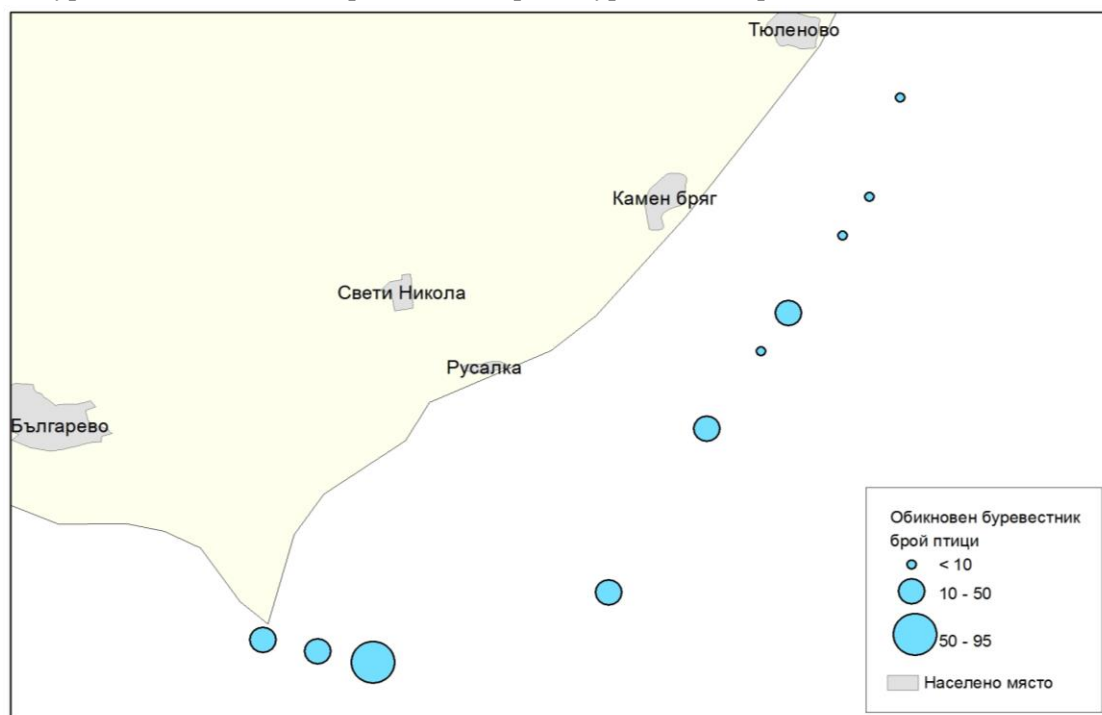 Тюленово
Камен бряг
Свети Никола
Русалка
Българево
Обикновен буревестник
брой птици
< 10
10 - 50
50 - 95
Населено място